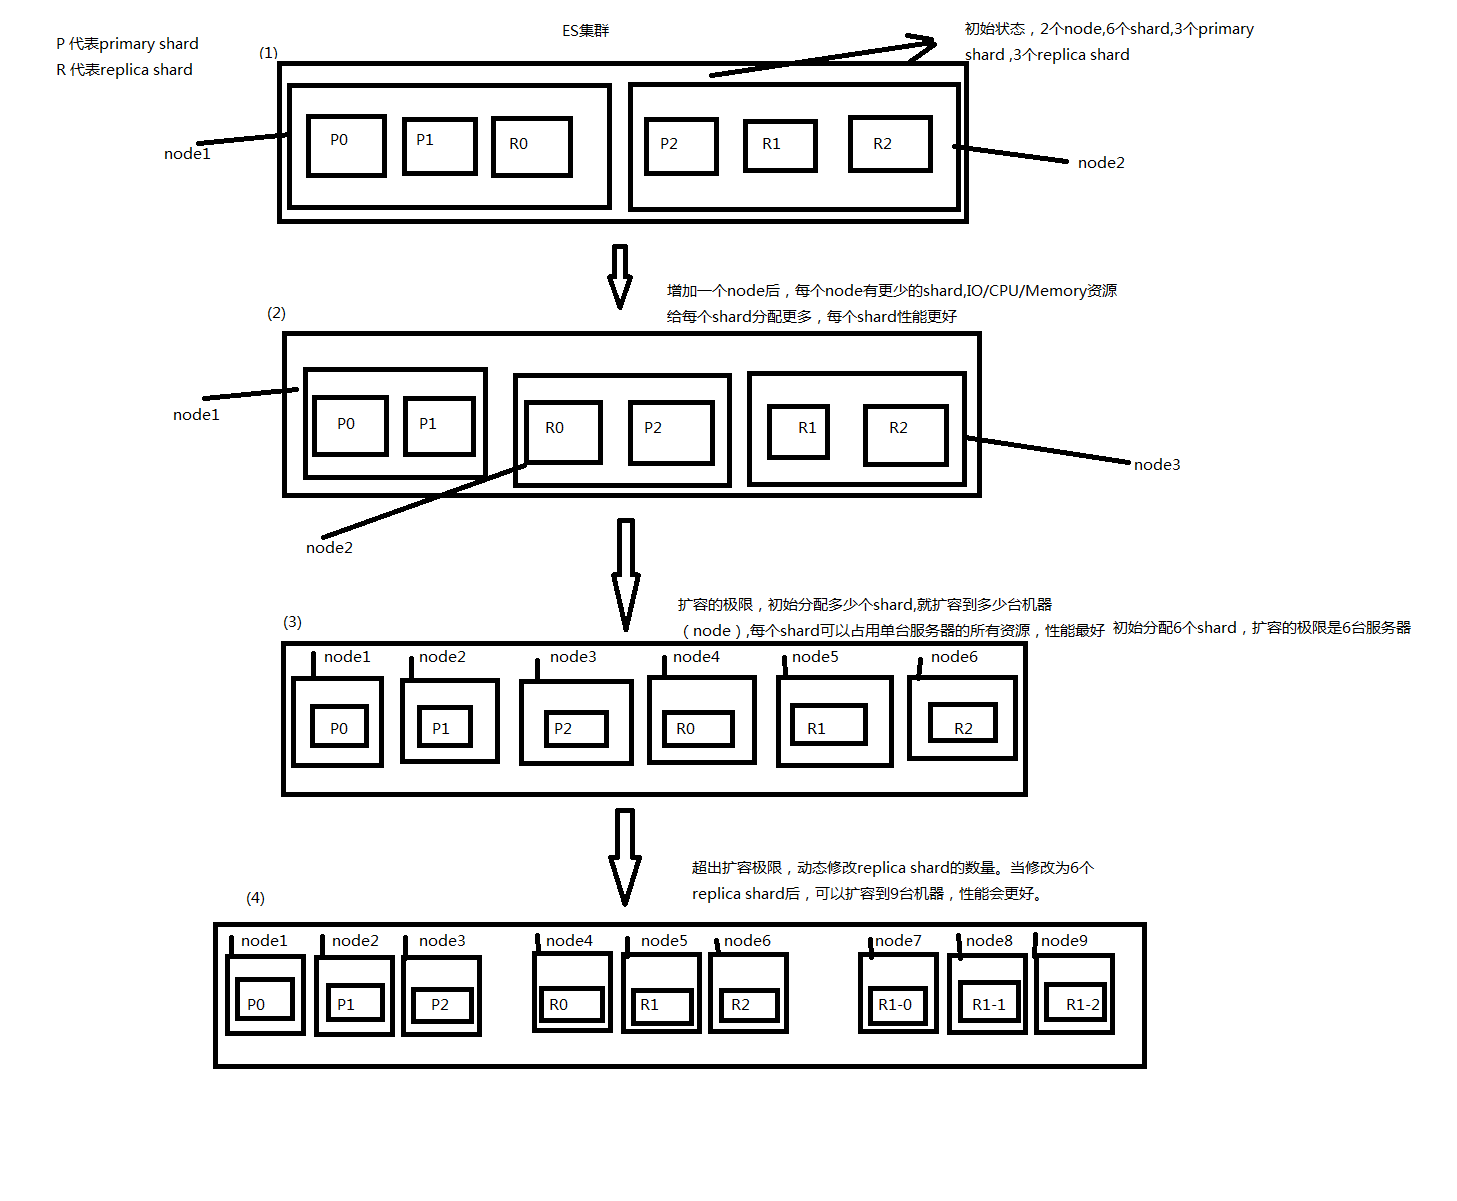 ES集群
初始状态，2个node,6个shard,3个primary
shard ,3个replica shard
P 代表primary shard
R 代表replica shard
(1)
P0
P1
R0
P2
R1
R2
node1
node2
增加一个node后，每个node有更少的shard,IO/CPU/Memory资源
给每个shard分配更多，每个shard性能更好
(2)
node1
P0
P1
R0
P2
R1
R2
node3
node2
扩容的极限，初始分配多少个shard,就扩容到多少台机器
（node）,每个shard可以占用单台服务器的所有资源，性能最好
初始分配6个shard，扩容的极限是6台服务器
(3)
node1
node2
node3
node4
node5
node6
P0
P1
P2
R0
R1
R2
超出扩容极限，动态修改replica shard的数量。当修改为6个
replica shard后，可以扩容到9台机器，性能会更好。
(4)
node1
node2
node3
node4
node5
node6
node7
node8
node9
P0
P1
P2
R0
R1
R2
R1-0
R1-1
R1-2